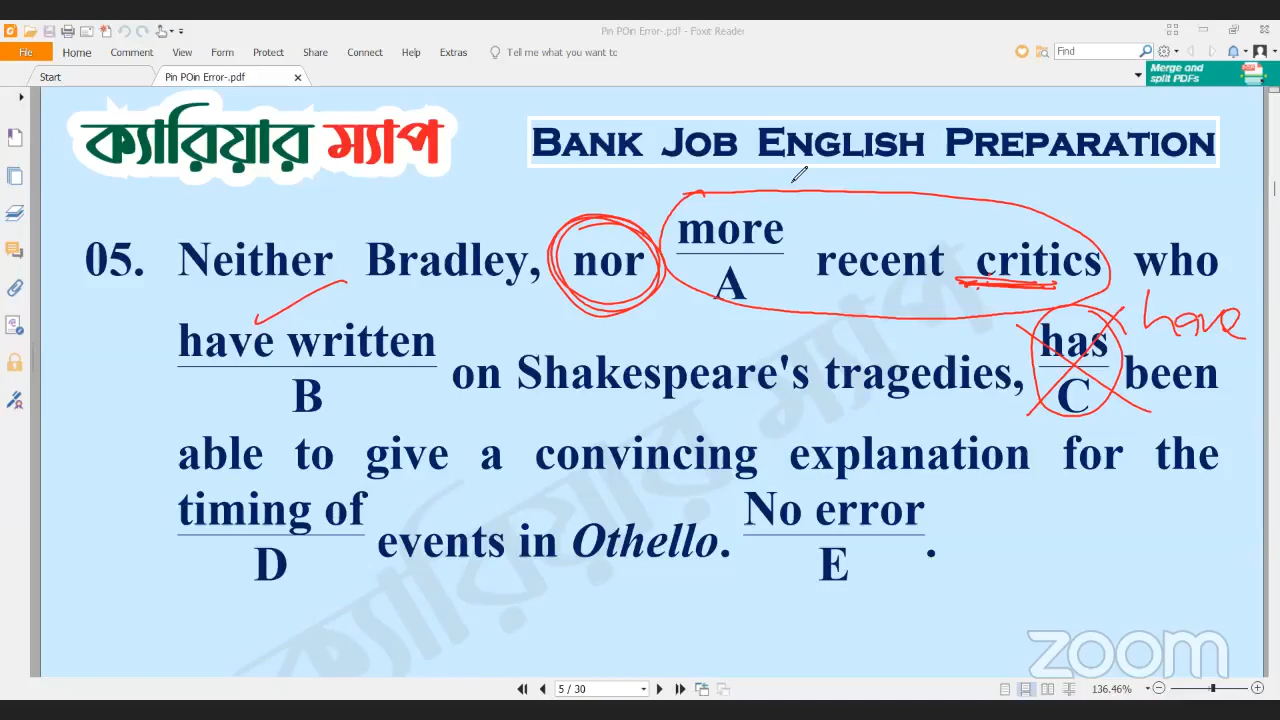 Pin POin Error-.pdf - Foxit Reader
File Home Comment View Form Protect Share Connect Help Extras Tell me what you want to Find
Start Pin POin Error-.pdf
Merge and
split PDFs
ক্যারিয়ার ম্যাপ
BANK JOB ENGLISH PREPARATION
05. Neither Bradley, nor more recent critics who
A
have
have written on Shakespeare's tragedies, has been
B C
able to give a convincing explanation for the
timing of events in Othello. No error.
D E
ক্যারিয়ার ম্যাপ
zoom
5 / 30
136.46%